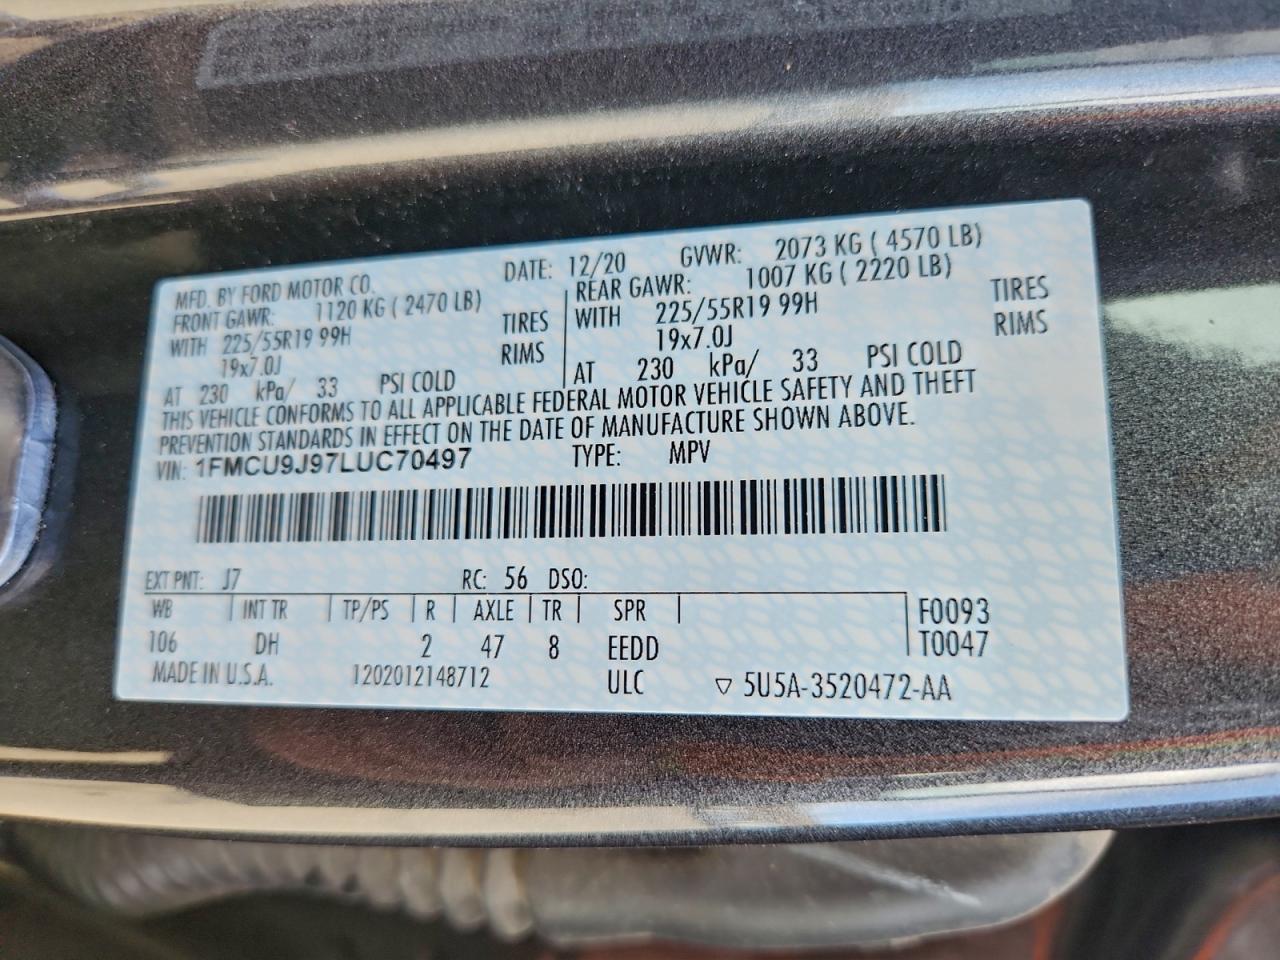 MFD. BY FORD MOTOR CO. DATE: 12/20 GVWR: 2073 KG ( 4570 LB)
FRONT GAWR: 1120 KG ( 2470 LB) REAR GAWR: 1007 KG ( 2220 LB)
WITH 225/55R19 99H TIRES WITH 225/55R19 99H TIRES
19x7.0J RIMS 19x7.0J RIMS
AT 230 kPa/ 33 PSI COLD AT 230 kPa/ 33 PSI COLD
THIS VEHICLE CONFORMS TO ALL APPLICABLE FEDERAL MOTOR VEHICLE SAFETY AND THEFT
PREVENTION STANDARDS IN EFFECT ON THE DATE OF MANUFACTURE SHOWN ABOVE.
VIN: 1FMCU9J97LUC70497 TYPE: MPV
EXT PNT: J7 RC: 56 DSO:
WB INT TR TP/PS R AXLE TR SPR F0093
106 DH 2 47 8 EEDD T0047
MADE IN U.S.A. 1202012148712 ULC ▽ 5U5A-3520472-AA